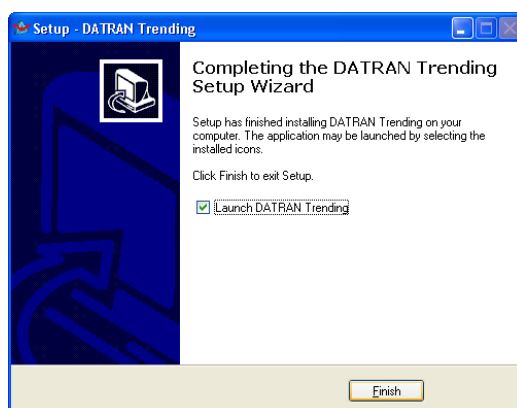 Setup - DATRAN Trending
Completing the DATRAN Trending
Setup Wizard
Setup has finished installing DATRAN Trending on your
computer. The application may be launched by selecting the
installed icons.
Click Finish to exit Setup.
Launch DATRAN Trending
Finish